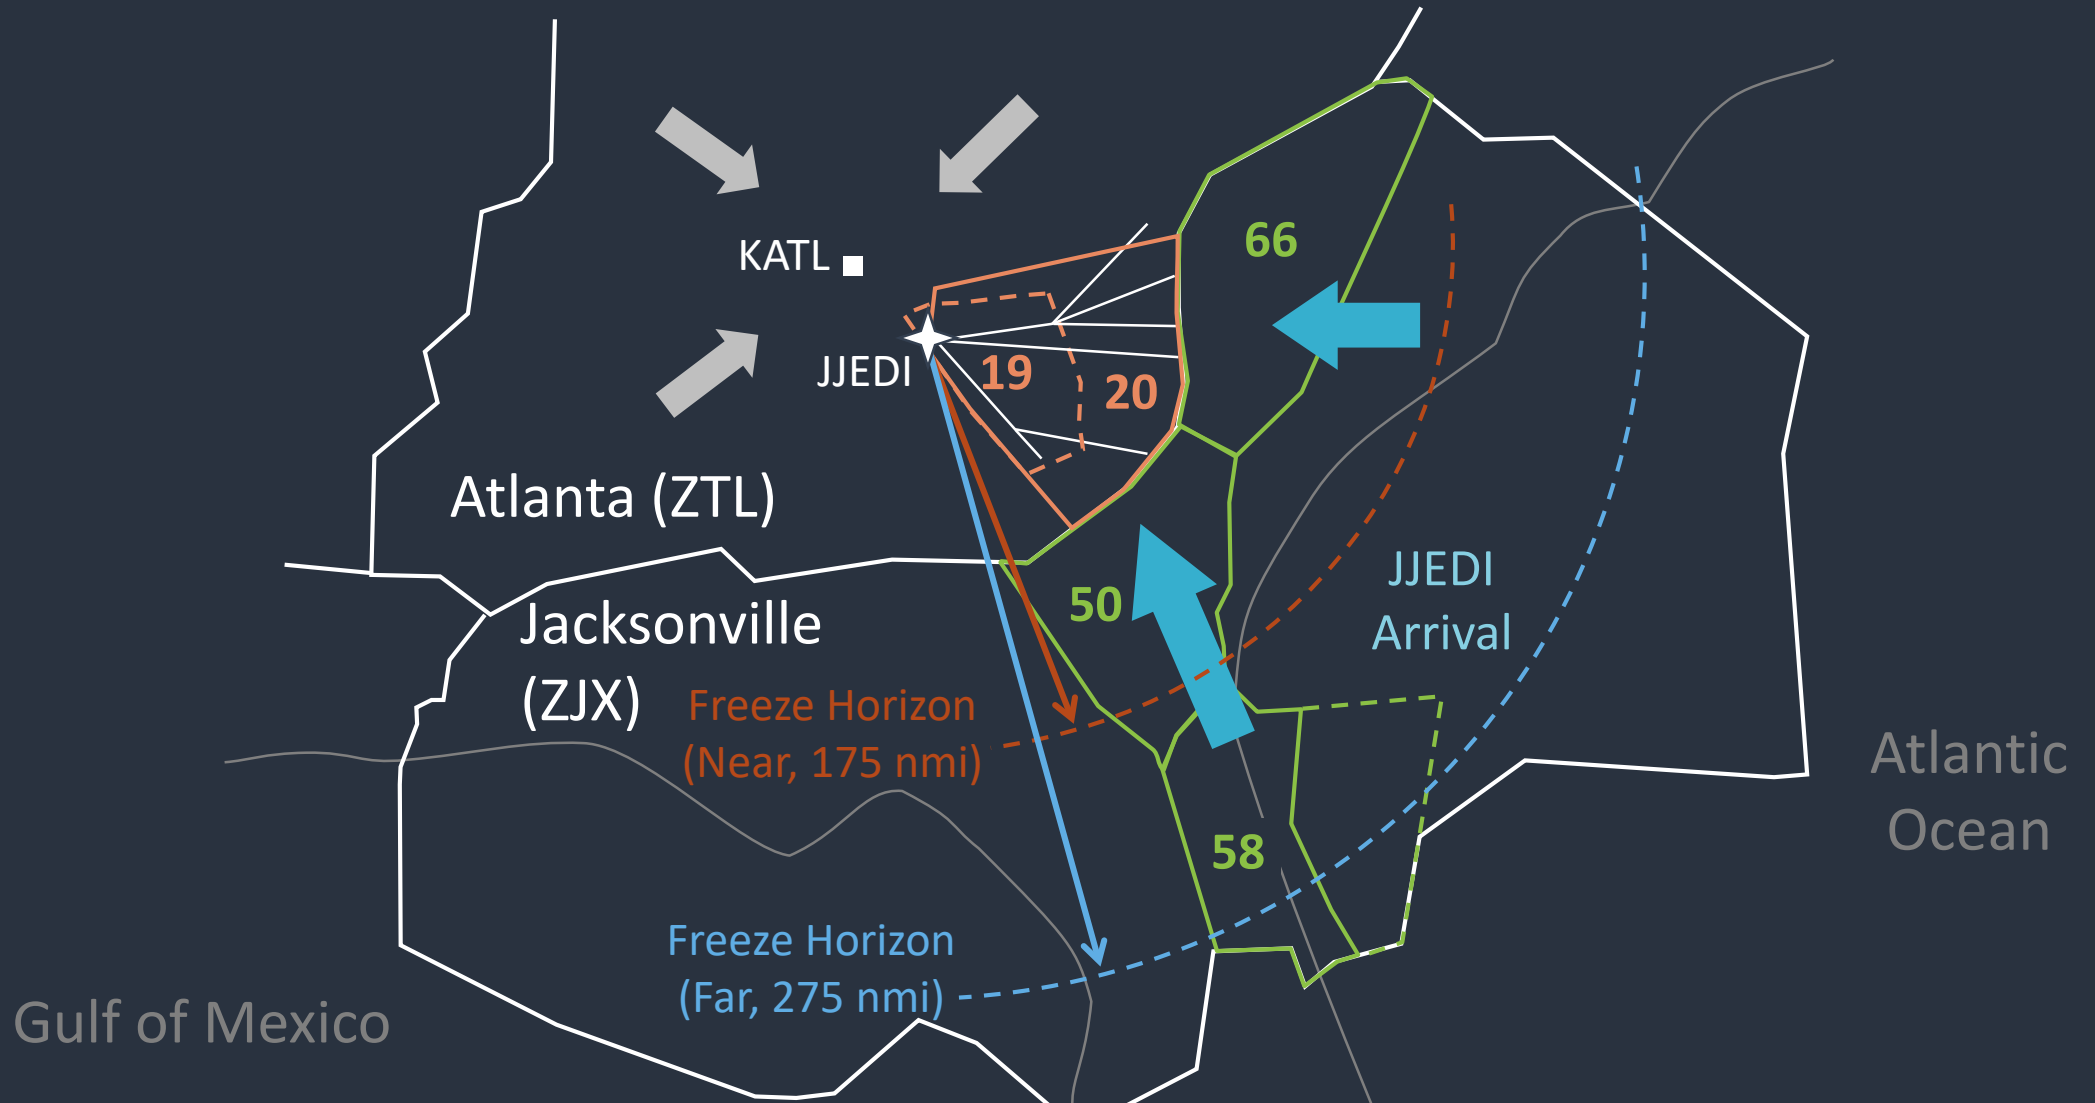 66
KATL
JJEDI
19
20
Atlanta (ZTL)
Jacksonville
(ZJX)
50
JJEDI
Arrival
Freeze Horizon
(Near, 175 nmi)
Atlantic
Ocean
58
Freeze Horizon
(Far, 275 nmi)
Gulf of Mexico